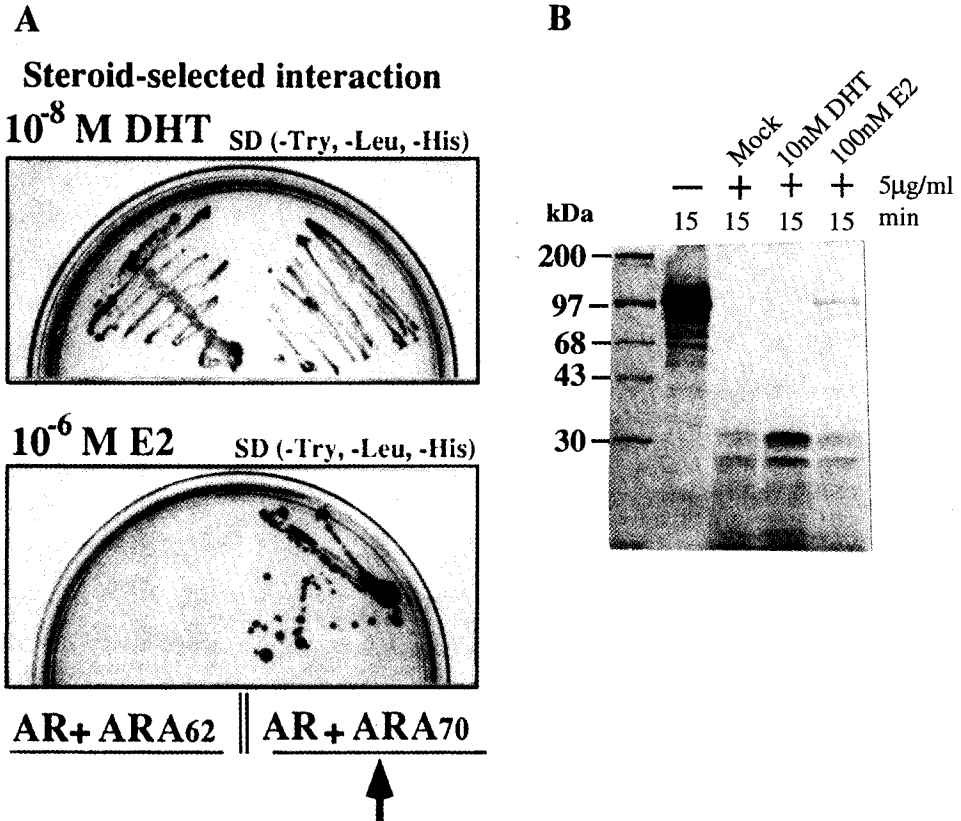 A
Steroid-selected interaction
10⁻⁸ M DHT SD (-Try, -Leu, -His)
10⁻⁶ M E2 SD (-Try, -Leu, -His)
AR+ ARA62 AR + ARA70
B
Mock 10nM DHT 100nM E2
— + + + 5µg/ml
kDa 15 15 15 15 min
200
97
68
43
30